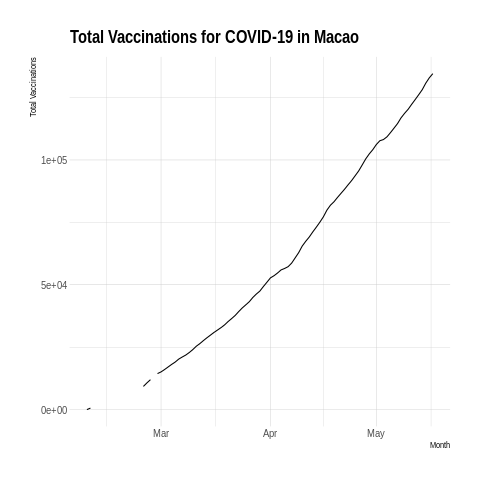 Total Vaccinations for COVID-19 in Macao
Total Vaccinations
1e+05
5e+04
0e+00
Mar Apr May
Month